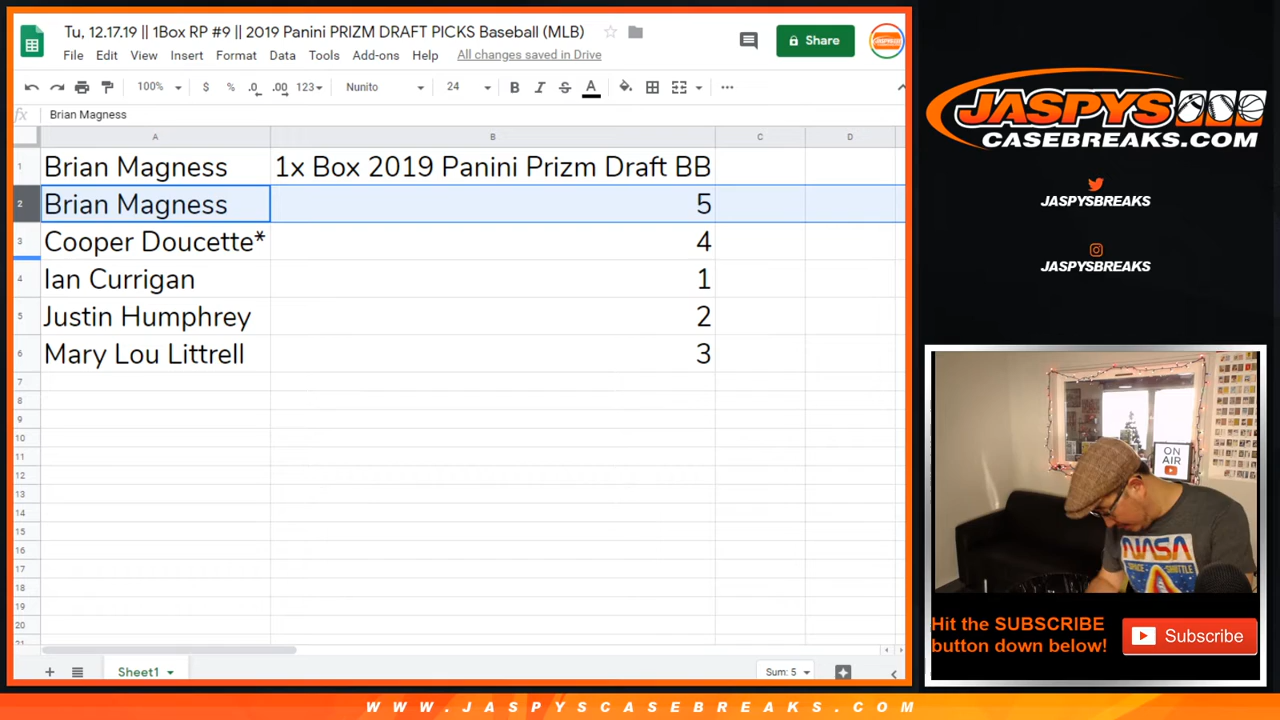 Tu, 12.17.19 || 1Box RP #9 || 2019 Panini PRIZM DRAFT PICKS Baseball (MLB)
File Edit View Insert Format Data Tools Add-ons Help All changes saved in Drive
Share
100% $ % .0 .00 123 Nunito 24 B I S A
fx Brian Magness
A B C D
1 Brian Magness 1x Box 2019 Panini Prizm Draft BB
2 Brian Magness 5
3 Cooper Doucette* 4
4 Ian Currigan 1
5 Justin Humphrey 2
6 Mary Lou Littrell 3
7
8
9
10
11
12
13
14
15
16
17
18
19
20
21
Sheet1
Sum: 5
JASPYS
CASEBREAKS.COM
JASPYSBREAKS
JASPYSBREAKS
ON
AIR
NASA
SPACE SHUTTLE
Hit the SUBSCRIBE
button down below!
Subscribe
WWW.JASPYSCASEBREAKS.COM